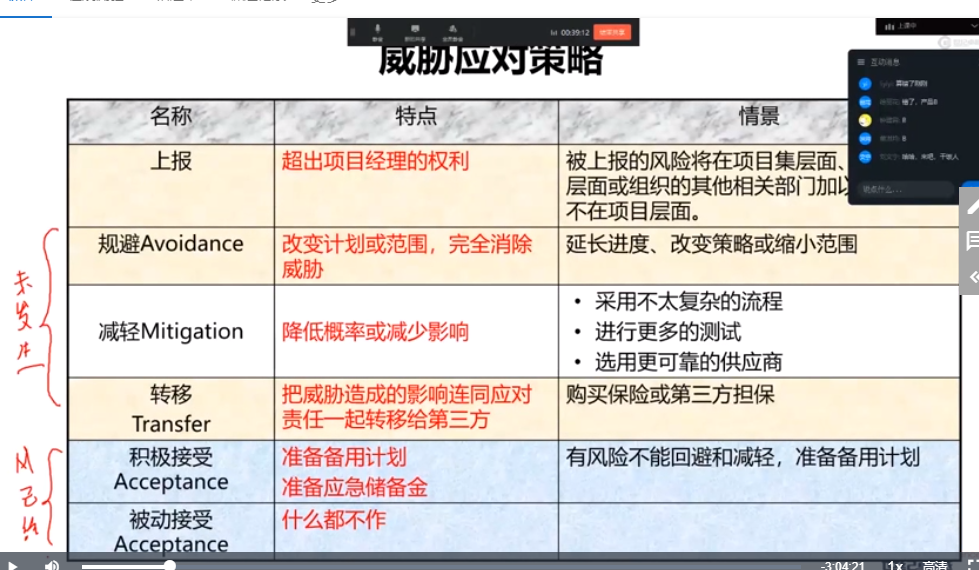 00:39:12
结束共享
上课中
威胁应对策略
互动消息
名称
特点
情景
上报
超出项目经理的权利
被上报的风险将在项目集层面、
层面或组织的其他相关部门加以
不在项目层面。
说点什么...
规避Avoidance
改变计划或范围，完全消除
威胁
延长进度、改变策略或缩小范围
减轻Mitigation
降低概率或减少影响
• 采用不太复杂的流程
• 进行更多的测试
• 选用更可靠的供应商
转移
Transfer
把威胁造成的影响连同应对
责任一起转移给第三方
购买保险或第三方担保
积极接受
Acceptance
准备备用计划
准备应急储备金
有风险不能回避和减轻，准备备用计划
被动接受
Acceptance
什么都不作
未
发
生
-3:04:21 1x 高清